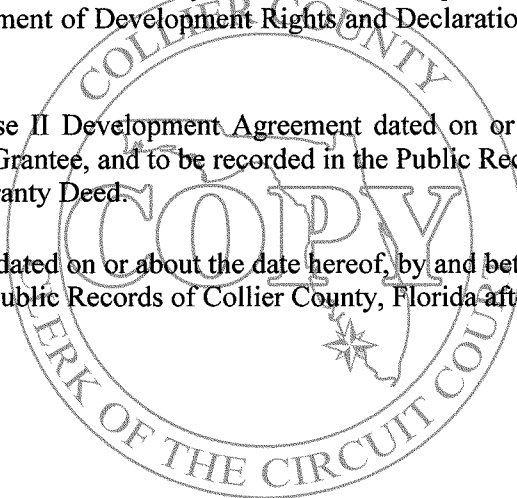 ment of Development Rights and Declaratio
se II Development Agreement dated on or
Grantee, and to be recorded in the Public Rec
ranty Deed.
dated on or about the date hereof, by and bet
ublic Records of Collier County, Florida aft
COLLIER COUNTY
COPY
CLERK OF THE CIRCUIT COURT